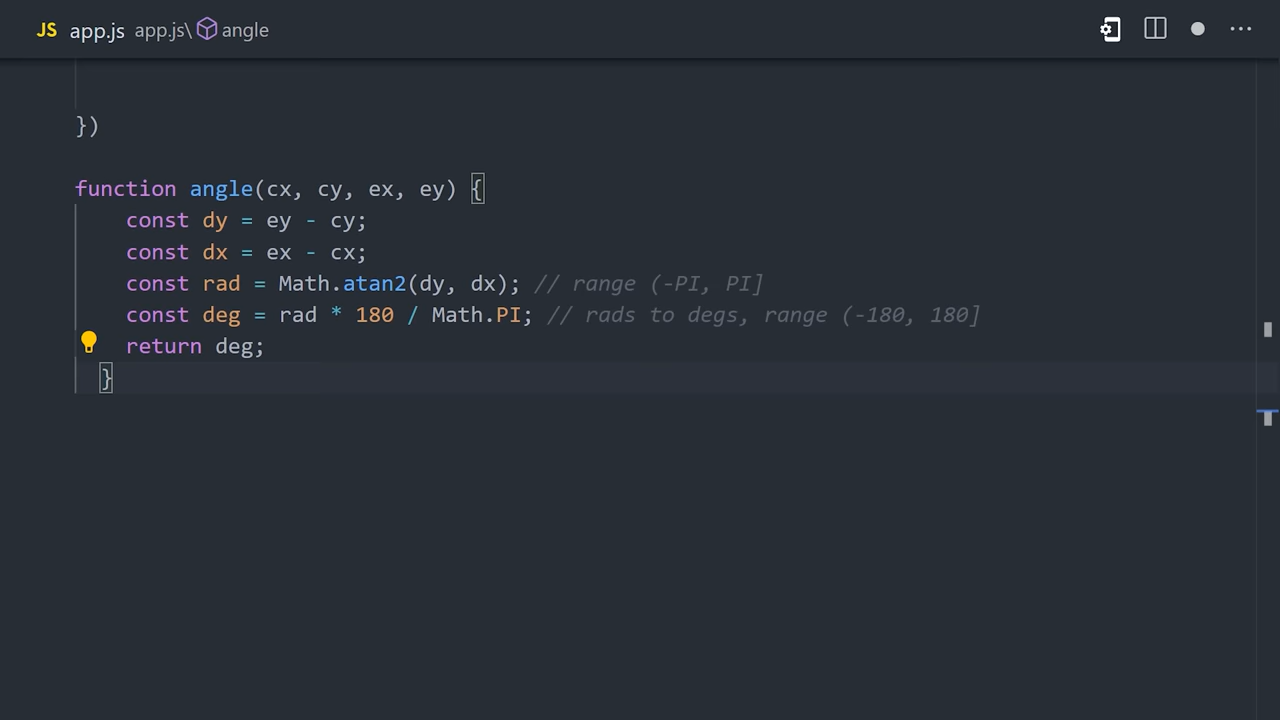 JS app.js app.js\ angle
})
function angle(cx, cy, ex, ey) {
const dy = ey - cy;
const dx = ex - cx;
const rad = Math.atan2(dy, dx); // range (-PI, PI]
const deg = rad * 180 / Math.PI; // rads to degs, range (-180, 180]
return deg;
}